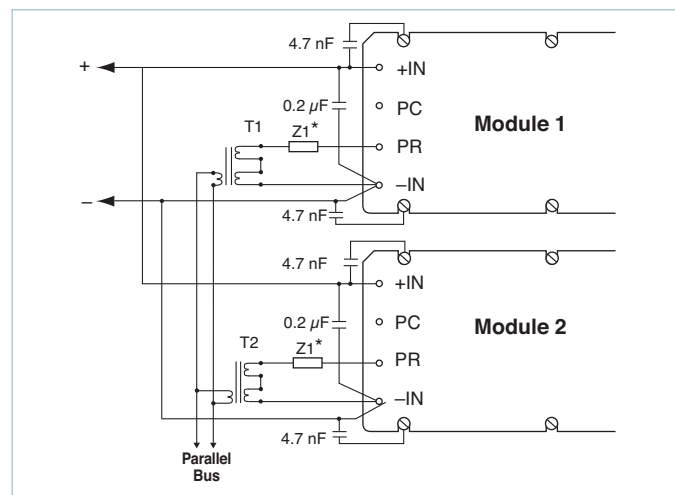 4.7 nF
+
+IN
0.2 µF
PC
T1
Z1*
Module 1
PR
–
–IN
4.7 nF
4.7 nF
+IN
0.2 µF
PC
T2
Z1*
Module 2
PR
–IN
4.7 nF
Parallel
Bus